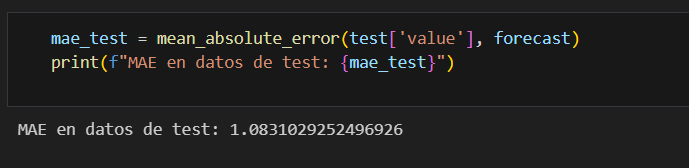 mae_test = mean_absolute_error(test['value'], forecast)
print(f"MAE en datos de test: {mae_test}")
MAE en datos de test: 1.0831029252496926